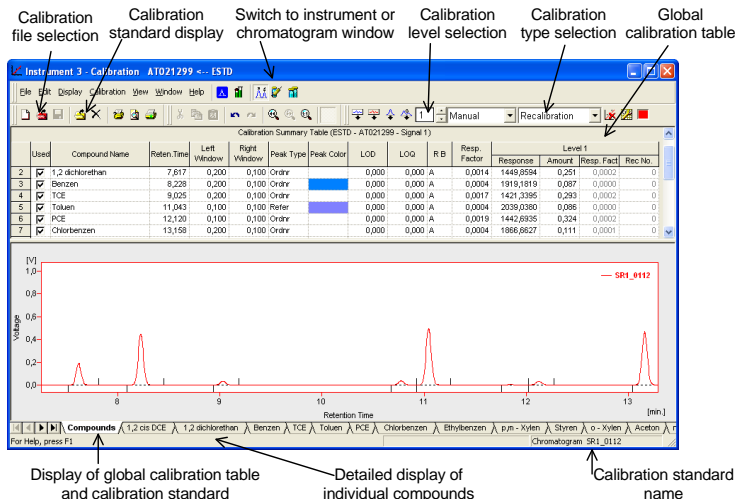 Calibration file selection
Calibration standard display
Switch to instrument or chromatogram window
Calibration level selection
Calibration type selection
Global calibration table
Instrument 3 - Calibration AT021299 <-- ESTD
File Edit Display Calibration View Window Help
1 Manual Recalibration
Calibration Summary Table (ESTD - AT021299 - Signal 1)
Used Compound Name Reten.Time Left Window Right Window Peak Type Peak Color LOD LOQ R B Resp. Factor Level 1
Response Amount Resp. Fact Rec No.
2 1,2 dichlorethan 7,617 0,200 0,100 Ordnr 0,000 0,000 A 0,0014 1449,8594 0,251 0,0002 0
3 Benzen 8,228 0,200 0,100 Ordnr 0,000 0,000 A 0,0004 1919,1819 0,087 0,0000 0
4 TCE 9,025 0,200 0,100 Ordnr 0,000 0,000 A 0,0017 1421,3395 0,293 0,0002 0
5 Toluen 11,043 0,100 0,100 Refer 0,000 0,000 A 0,0004 2039,0380 0,086 0,0000 0
6 PCE 12,120 0,100 0,100 Ordnr 0,000 0,000 A 0,0019 1442,6935 0,324 0,0002 0
7 Chlorbenzen 13,158 0,200 0,100 Ordnr 0,000 0,000 A 0,0004 1866,6627 0,111 0,0001 0
[V]
1,0
SR1_0112
0,8
0,6
Voltage
0,4
0,2
0,0
8 9 10 11 12 13
Retention Time [min.]
Compounds 1,2 cis DCE 1,2 dichlorethan Benzen TCE Toluen PCE Chlorbenzen Ethylbenzen p,m - Xylen Styren o - Xylen Aceton
For Help, press F1 Chromatogram SR1_0112
Display of global calibration table and calibration standard
Detailed display of individual compounds
Calibration standard name